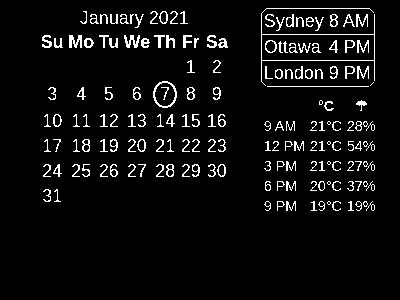 January 2021
Su Mo Tu We Th Fr Sa
1 2
3 4 5 6 7 8 9
10 11 12 13 14 15 16
17 18 19 20 21 22 23
24 25 26 27 28 29 30
31
Sydney 8 AM
Ottawa 4 PM
London 9 PM
°C ☂
9 AM 21°C 28%
12 PM 21°C 54%
3 PM 21°C 27%
6 PM 20°C 37%
9 PM 19°C 19%